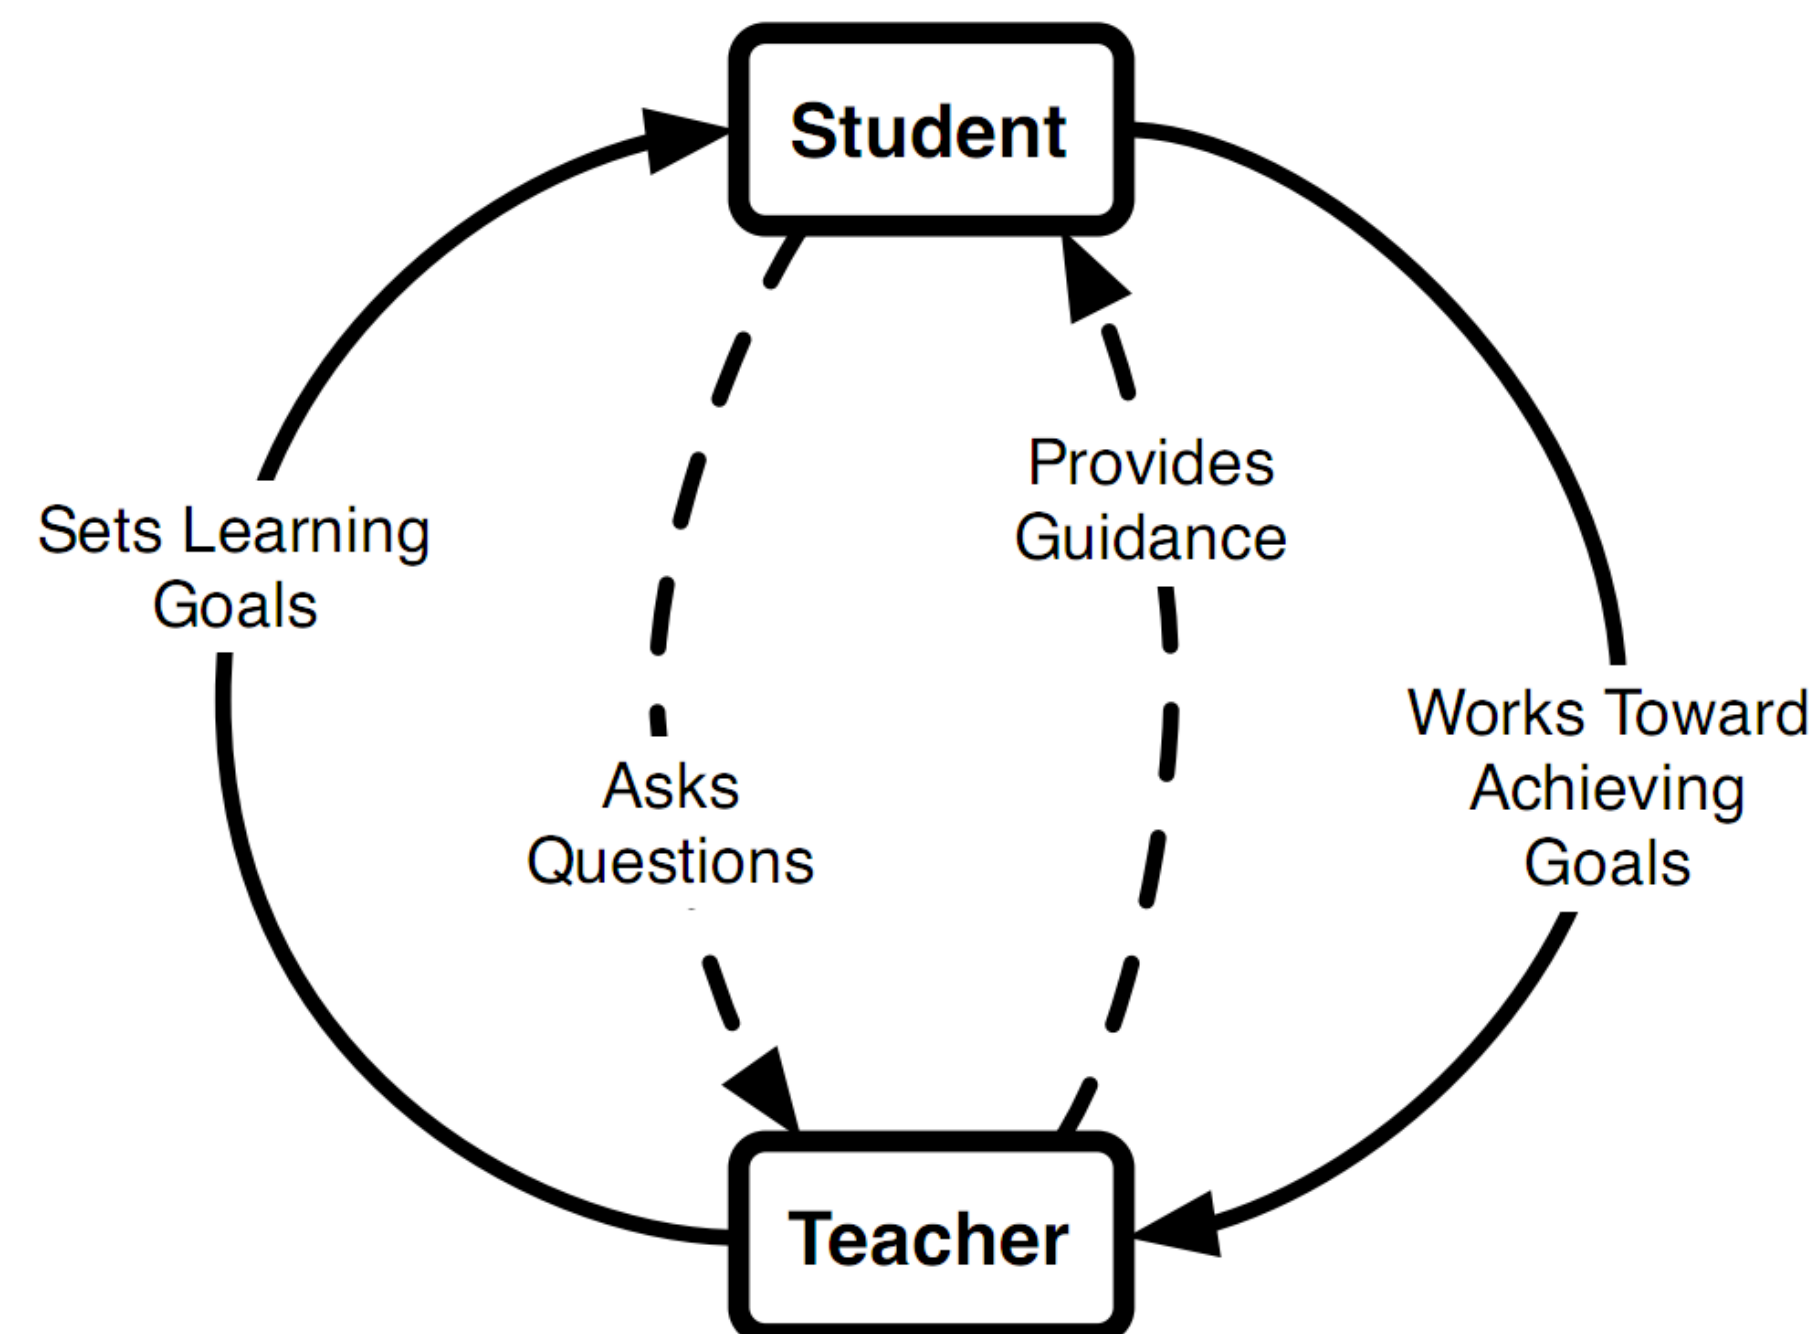 Student
Provides
Guidance
Sets Learning
Goals
Works Toward
Achieving
Goals
Asks
Questions
Teacher